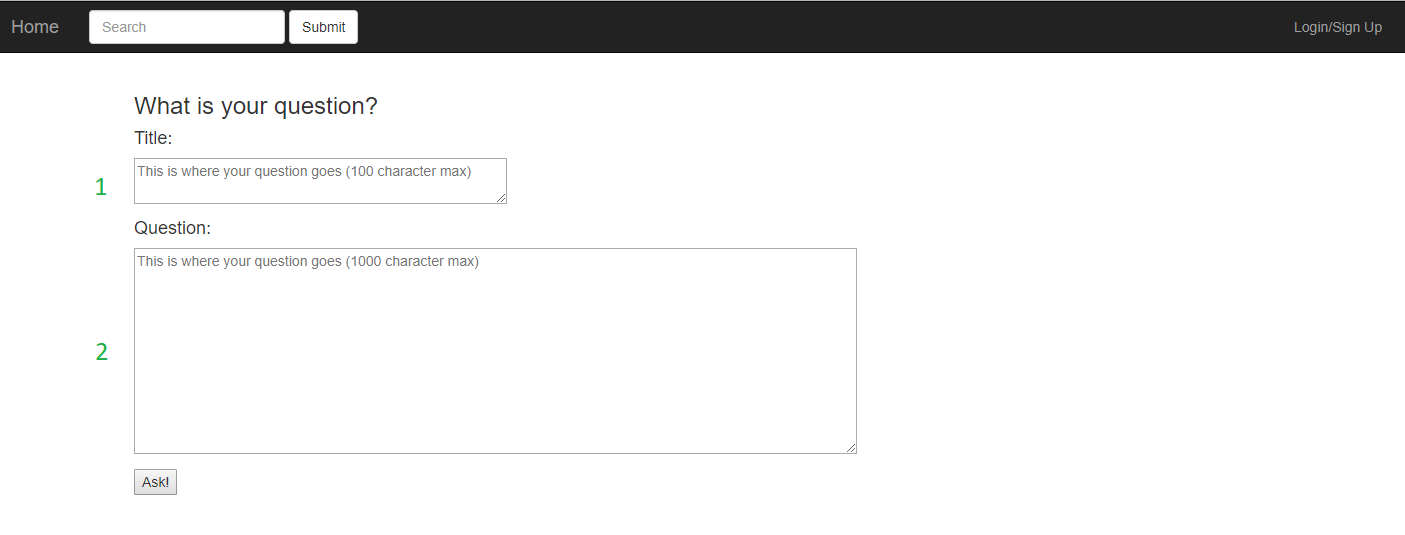 Home Search Submit Login/Sign Up
What is your question?
Title:
This is where your question goes (100 character max)
1
Question:
This is where your question goes (1000 character max)
2
Ask!